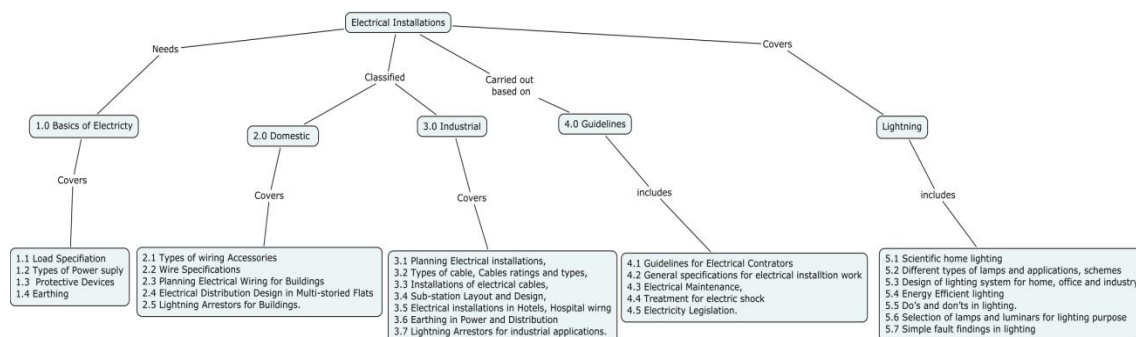 Electrical Installations
Needs
Classified
Carried out
based on
Covers
1.0 Basics of Electricty
2.0 Domestic
3.0 Industrial
4.0 Guidelines
Lightning
Covers
Covers
Covers
includes
includes
1.1 Load Specifiation
1.2 Types of Power suply
1.3 Protective Devices
1.4 Earthing
2.1 Types of wiring Accessories
2.2 Wire Specifications
2.3 Planning Electrical Wiring for Buildings
2.4 Electrical Distribution Design in Multi-storied Flats
2.5 Lightning Arrestors for Buildings.
3.1 Planning Electrical installations,
3.2 Types of cable, Cables ratings and types,
3.3 Installations of electrical cables,
3.4 Sub-station Layout and Design,
3.5 Electrical installations in Hotels, Hospital wirng
3.6 Earthing in Power and Distribution
3.7 Lightning Arrestors for industrial applications.
4.1 Guidelines for Electrical Contrators
4.2 General specifications for electrical installtion work
4.3 Electrical Maintenance,
4.4 Treatment for electric shock
4.5 Electricity Legislation.
5.1 Scientific home lighting
5.2 Different types of lamps and applications, schemes
5.3 Design of lighting system for home, office and industry
5.4 Energy Efficient lighting
5.5 Do's and don'ts in lighting.
5.6 Selection of lamps and luminars for lighting purpose
5.7 Simple fault findings in lighting